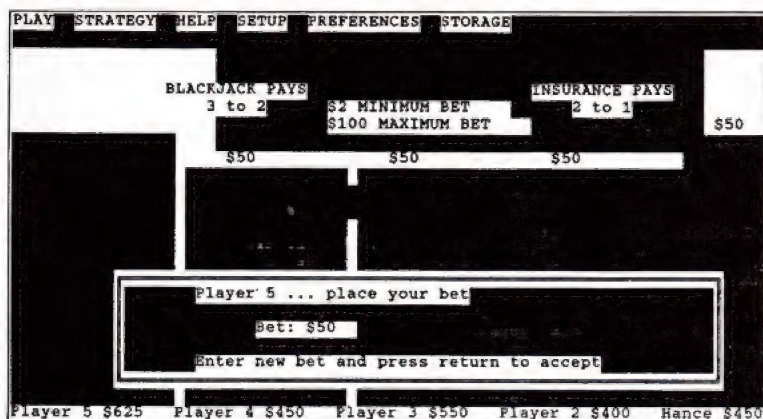 PLAY STRATEGY HELP SETUP PREFERENCES STORAGE
BLACKJACK PAYS INSURANCE PAYS
3 to 2 $2 MINIMUM BET 2 to 1
$100 MAXIMUM BET $50
$50 $50 $50
Player 5 ... place your bet
Bet: $50
Enter new bet and press return to accept
Player 5 $625 Player 4 $450 Player 3 $550 Player 2 $400 Hance $450